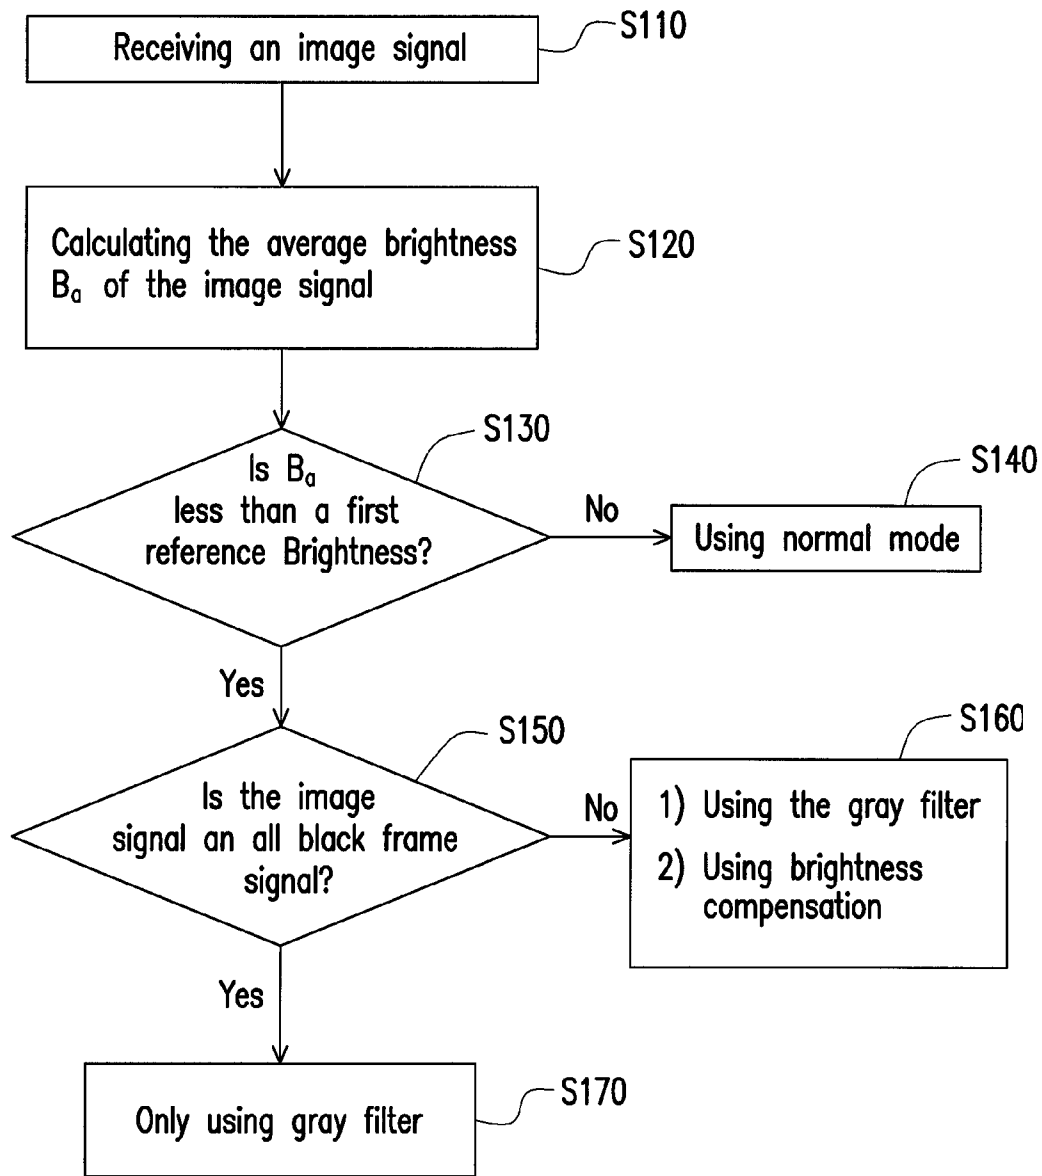 Receiving an image signal
S110
Calculating the average brightness
Ba of the image signal
S120
S130
Is Ba
less than a first
reference Brightness?
No
S140
Using normal mode
Yes
S150
Is the image
signal an all black frame
signal?
No
S160
1) Using the gray filter
2) Using brightness
compensation
Yes
S170
Only using gray filter